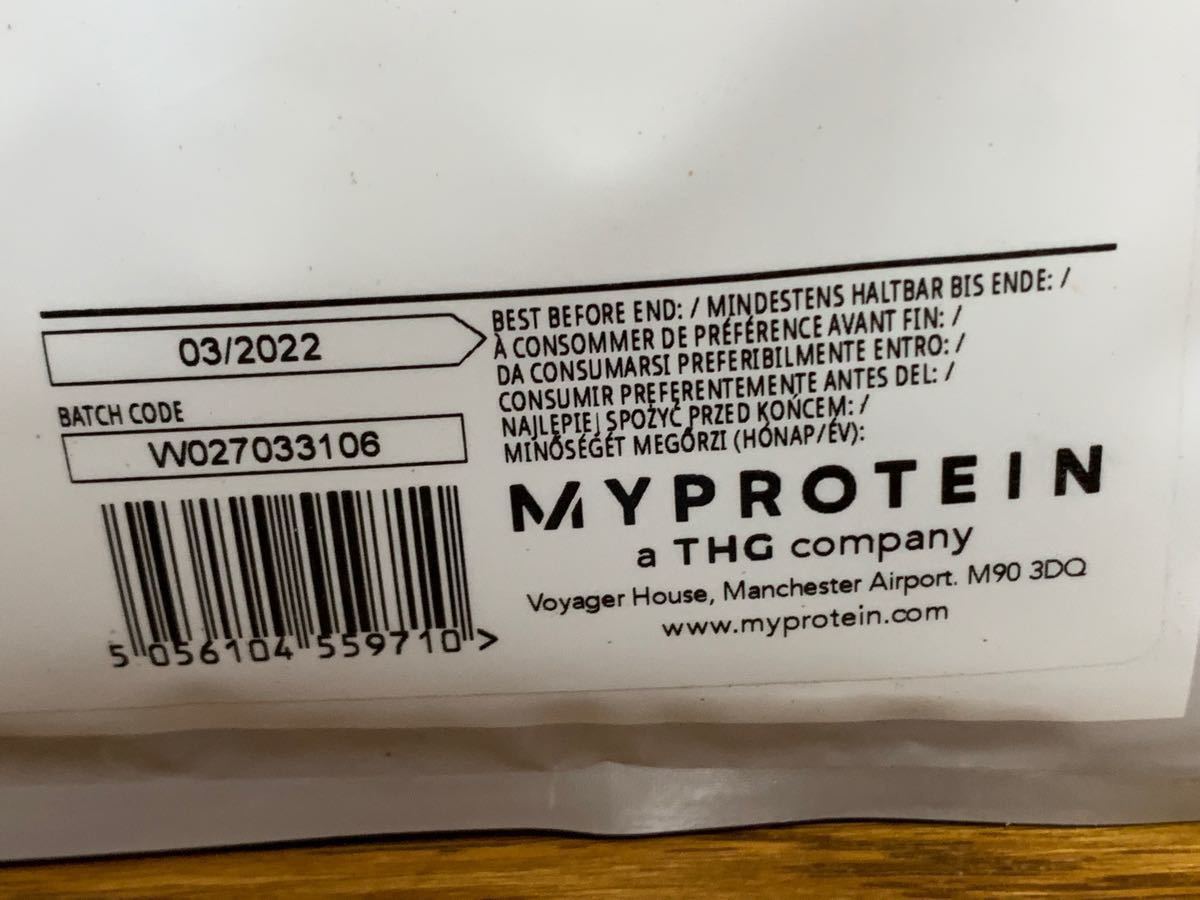 03/2022
BATCH CODE
W027033106
5 056104 559710 >
BEST BEFORE END: / MINDESTENS HALTBAR BIS ENDE: /
À CONSOMMER DE PRÉFÉRENCE AVANT FIN: /
DA CONSUMARSI PREFERIBILMENTE ENTRO: /
CONSUMIR PREFERENTEMENTE ANTES DEL: /
NAJLEPIEJ SPOŻYĆ PRZED KOŃCEM: /
MINŐSÉGÉT MEGŐRZI (HÓNAP/ÉV):
MYPROTEIN
a THG company
Voyager House, Manchester Airport. M90 3DQ
www.myprotein.com